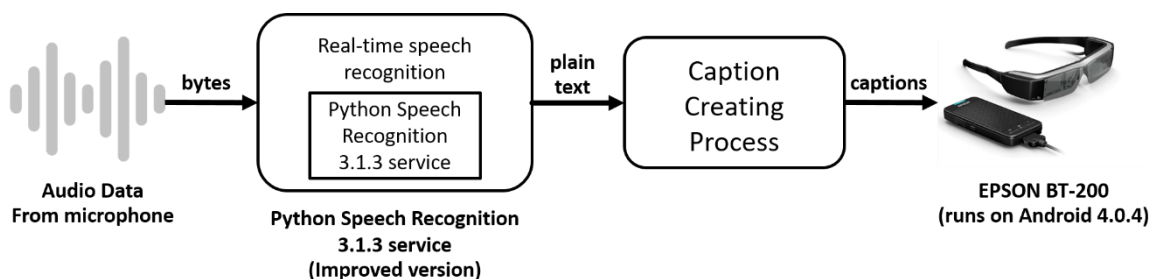 bytes
Real-time speech
recognition
Python Speech
Recognition
3.1.3 service
plain
text
Caption
Creating
Process
captions
Audio Data
From microphone
Python Speech Recognition
3.1.3 service
(Improved version)
EPSON BT-200
(runs on Android 4.0.4)